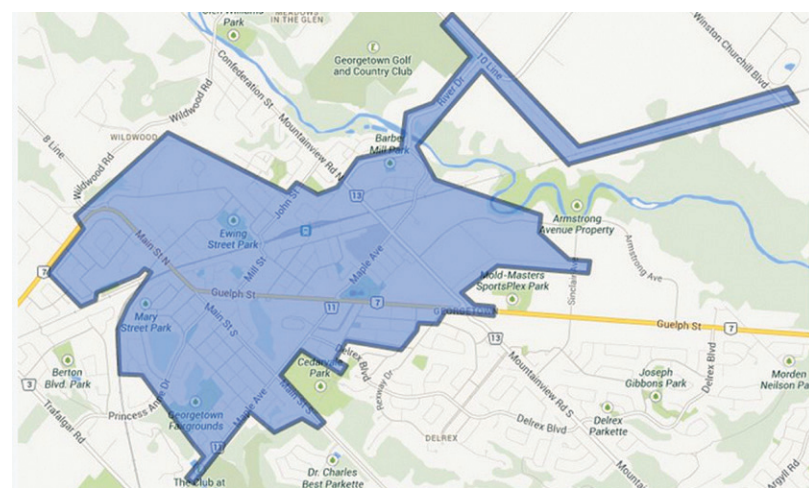 Glen Williams
Park
MEADOWS
IN THE GLEN
Georgetown Golf
and Country Club
Winston Churchill Blvd
10 Line
River Dr
Confederation St
Wildwood Rd
Mountainview Rd N
8 Line
WILDWOOD
Wildwood Rd
Barber
Mill Park
13
John St
Ewing
Street Park
Armstrong
Avenue Property
Main St N
Mill St
Maple Ave
Armstrong Ave
Sinclair Ave
7
Guelph St
11
7
Mold-Masters
SportsPlex Park
GEORGETOWN
Guelph St
7
Mary
Street Park
Main St S
13
Delrex Blvd
Cedarvale
Park
Berton
Blvd. Park
3
Trafalgar Rd
Princess Anne Dr
Georgetown
Fairgrounds
Maple Ave
Main St S
13
Rexway Dr
Mountainview Rd S
Joseph
Gibbons Park
Delrex Blvd
Morden
Neilson Par
Delrex Blvd
Delrex
Parkette
DELREX
Dr. Charles
Best Parkette
The Club at
Mountai
Argyll Rd